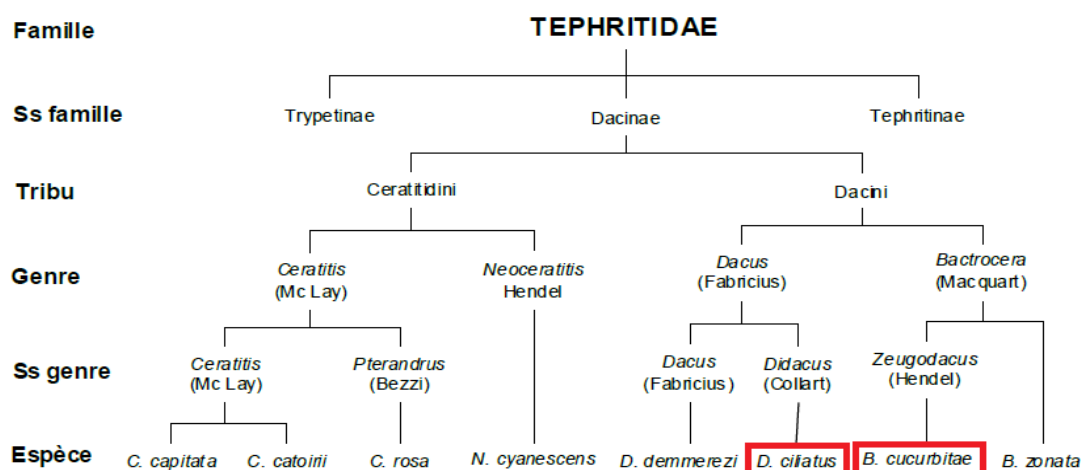 Famille TEPHRITIDAE
Ss famille Trypetinae Dacinae Tephritinae
Tribu Ceratitidini Dacini
Genre Ceratitis Neoceratitis Dacus Bactrocera
(Mc Lay) Hendel (Fabricius) (Macquart)
Ss genre Ceratitis Pterandrus Dacus Didacus Zeugodacus
(Mc Lay) (Bezzi) (Fabricius) (Collart) (Hendel)
Espèce C. capitata C. catoirii C. rosa N. cyanescens D. demmerezi D. ciliatus B. cucurbitae B. zonata